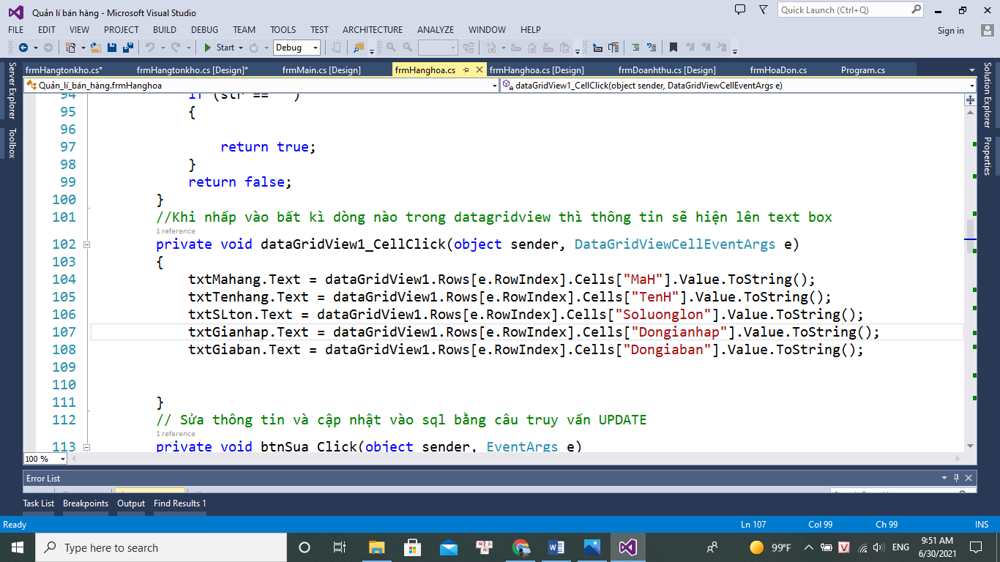 Quản lí bán hàng - Microsoft Visual Studio
Quick Launch (Ctrl+Q)
FILE EDIT VIEW PROJECT BUILD DEBUG TEAM TOOLS TEST ARCHITECTURE ANALYZE WINDOW HELP
Sign in
Start Debug
Server Explorer
Toolbox
Solution Explorer
Properties
frmHangtonkho.cs* frmHangtonkho.cs [Design]* frmMain.cs [Design] frmHanghoa.cs frmHanghoa.cs [Design] frmDoanhthu.cs [Design] frmHoaDon.cs Program.cs
Quản_lí_bán_hàng.frmHanghoa dataGridView1_CellClick(object sender, DataGridViewCellEventArgs e)
94 if (str == "")
95 {
96
97 return true;
98 }
99 return false;
100 }
101 //Khi nhấp vào bất kì dòng nào trong datagridview thì thông tin sẽ hiện lên text box
1 reference
102 private void dataGridView1_CellClick(object sender, DataGridViewCellEventArgs e)
103 {
104 txtMahang.Text = dataGridView1.Rows[e.RowIndex].Cells["MaH"].Value.ToString();
105 txtTenhang.Text = dataGridView1.Rows[e.RowIndex].Cells["TenH"].Value.ToString();
106 txtSLton.Text = dataGridView1.Rows[e.RowIndex].Cells["Soluonglon"].Value.ToString();
107 txtGianhap.Text = dataGridView1.Rows[e.RowIndex].Cells["Dongianhap"].Value.ToString();
108 txtGiaban.Text = dataGridView1.Rows[e.RowIndex].Cells["Dongiaban"].Value.ToString();
109
110
111 }
112 // Sửa thông tin và cập nhật vào sql bằng câu truy vấn UPDATE
1 reference
113 private void btnSua_Click(object sender, EventArgs e)
100 %
Error List
Task List Breakpoints Output Find Results 1
Ready Ln 107 Col 99 Ch 99 INS
Type here to search
99°F ENG
9:51 AM
6/30/2021